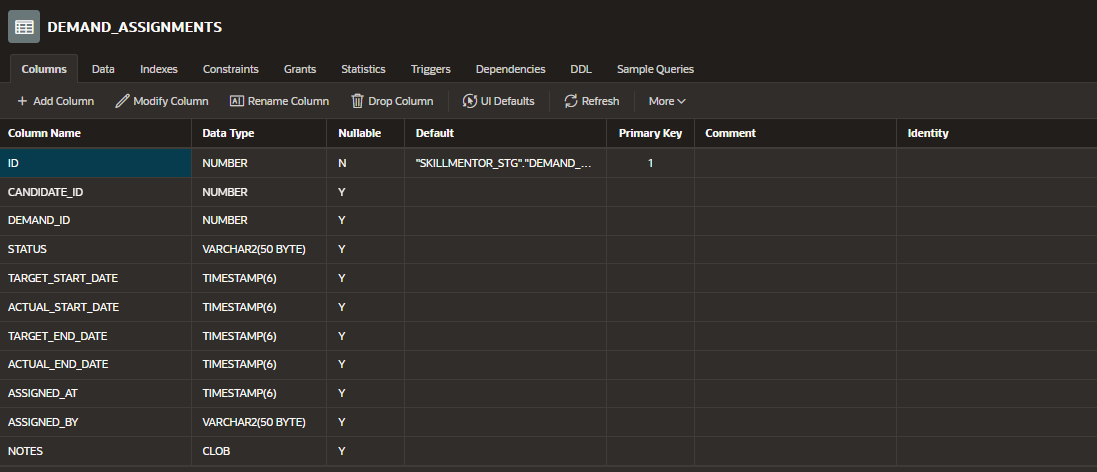 DEMAND_ASSIGNMENTS
Columns Data Indexes Constraints Grants Statistics Triggers Dependencies DDL Sample Queries
+ Add Column Modify Column Rename Column Drop Column UI Defaults Refresh More
Column Name Data Type Nullable Default Primary Key Comment Identity
ID NUMBER N "SKILLMENTOR_STG"."DEMAND_... 1
CANDIDATE_ID NUMBER Y
DEMAND_ID NUMBER Y
STATUS VARCHAR2(50 BYTE) Y
TARGET_START_DATE TIMESTAMP(6) Y
ACTUAL_START_DATE TIMESTAMP(6) Y
TARGET_END_DATE TIMESTAMP(6) Y
ACTUAL_END_DATE TIMESTAMP(6) Y
ASSIGNED_AT TIMESTAMP(6) Y
ASSIGNED_BY VARCHAR2(50 BYTE) Y
NOTES CLOB Y